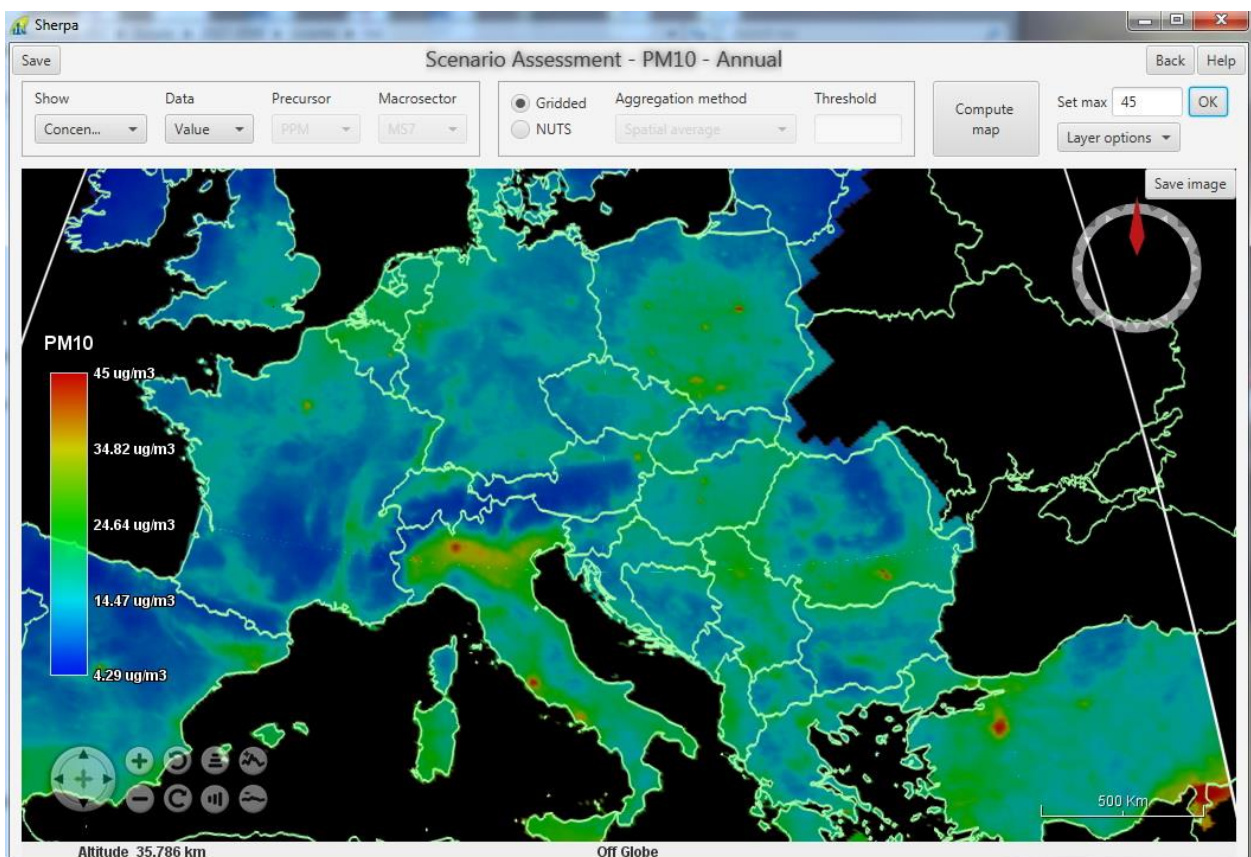 Sherpa
Save
Scenario Assessment - PM10 - Annual
Back
Help
Show
Data
Precursor
Macrosector
Concen...
Value
PPM
MS7
Gridded
NUTS
Aggregation method
Spatial average
Threshold
Compute
map
Set max
45
OK
Layer options
Save image
PM10
45 ug/m3
34.82 ug/m3
24.64 ug/m3
14.47 ug/m3
4.29 ug/m3
500 Km
Altitude 35,786 km
Off Globe